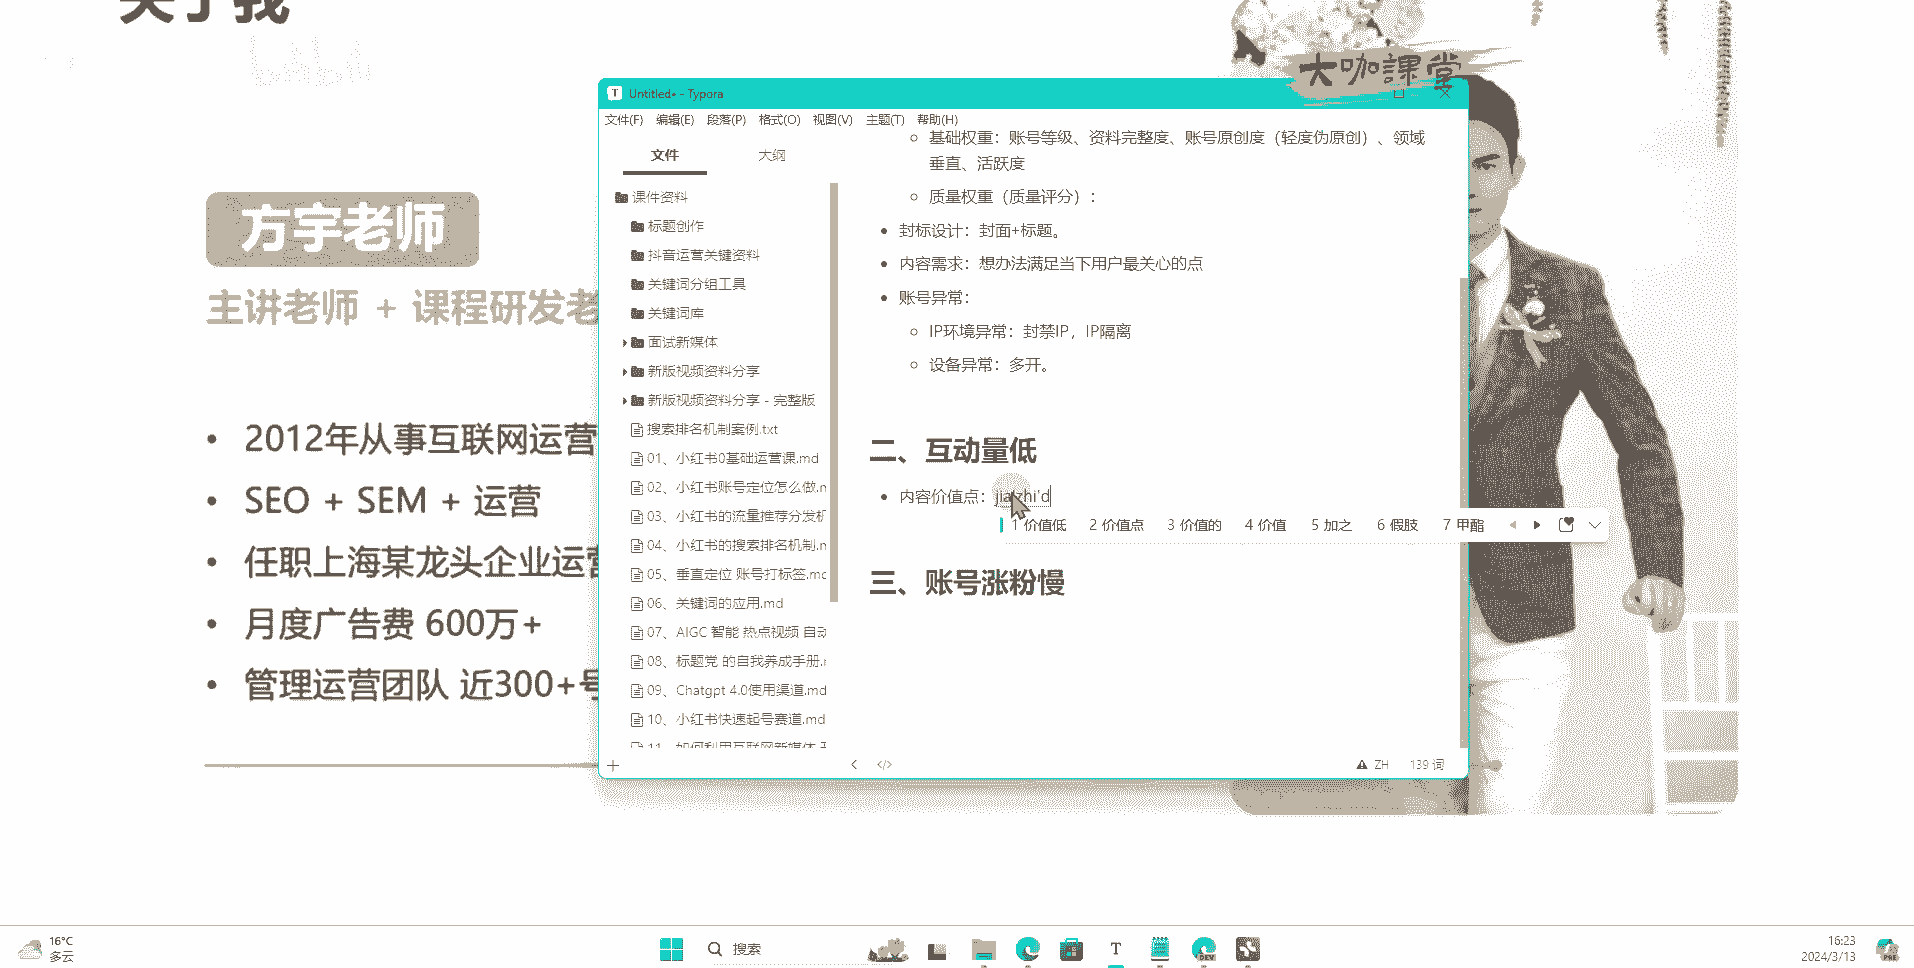 关于我
大咖課堂
方宇老师
主讲老师 + 课程研发老
2012年从事互联网运营
SEO + SEM + 运营
任职上海某龙头企业运营
月度广告费 600万+
管理运营团队 近300+号
Untitled• - Typora
文件(F) 编辑(E) 段落(P) 格式(O) 视图(V) 主题(T) 帮助(H)
文件 大纲
课件资料
标题创作
抖音运营关键资料
关键词分组工具
关键词库
面试新媒体
新版视频资料分享
新版视频资料分享 - 完整版
搜索排名机制案例.txt
01、小红书0基础运营课.md
02、小红书账号定位怎么做.m
03、小红书的流量推荐分发机
04、小红书的搜索排名机制.m
05、垂直定位 账号打标签.md
06、关键词的应用.md
07、AIGC 智能 热点视频 自动
08、标题党 的自我养成手册.
09、Chatgpt 4.0使用渠道.md
10、小红书快速起号赛道.md
11、如何利用互联网新媒体
基础权重：账号等级、资料完整度、账号原创度（轻度伪原创）、领域
垂直、活跃度
质量权重（质量评分）：
封标设计：封面+标题。
内容需求：想办法满足当下用户最关心的点
账号异常：
IP环境异常：封禁IP，IP隔离
设备异常：多开。
二、互动量低
内容价值点：jia'zhi'd
1 价值低 2 价值点 3 价值的 4 价值 5 加之 6 假肢 7 甲酯
三、账号涨粉慢
ZH 139 词
16°C
多云
搜索
T
DEV
16:23
2024/3/13
PRE